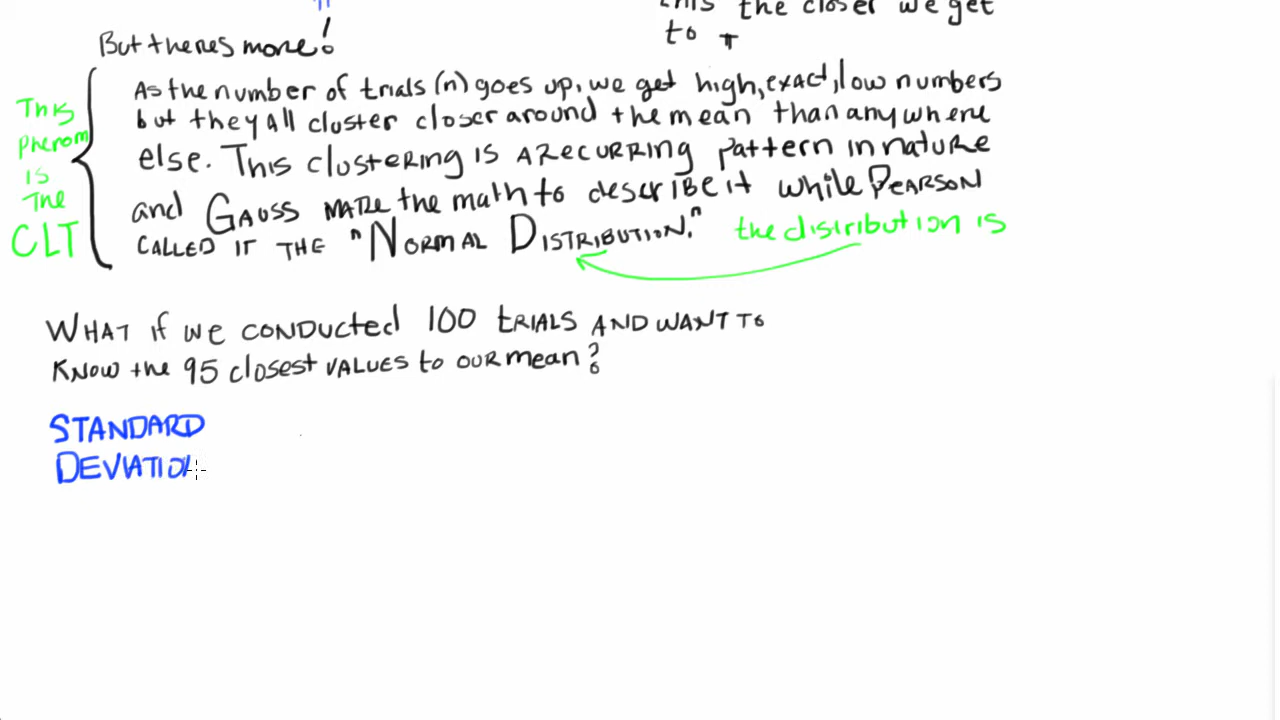 this the closer we get
to π
But theres more!
As the number of trials (n) goes up, we get high, exact, low numbers
but they all cluster closer around the mean than anywhere
else. This clustering is a recurring pattern in nature
and Gauss made the math to describe it while Pearson
called it the "Normal Distribution."
the distribution is
This
Phenom
is
The
CLT
What if we conducted 100 trials and want to
know the 95 closest values to our mean?
STANDARD
DEVIATION